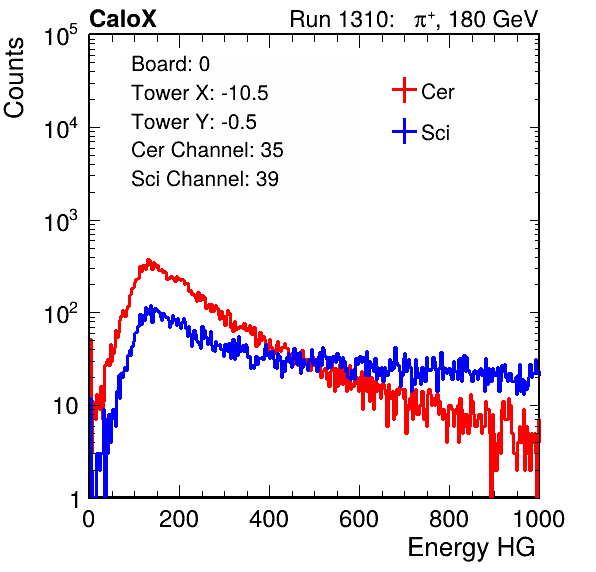 CaloX Run 1310: π⁺, 180 GeV
Board: 0
Tower X: -10.5
Tower Y: -0.5
Cer Channel: 35
Sci Channel: 39
Cer
Sci
Counts
10⁵
10⁴
10³
10²
10
1
0 200 400 600 800 1000
Energy HG